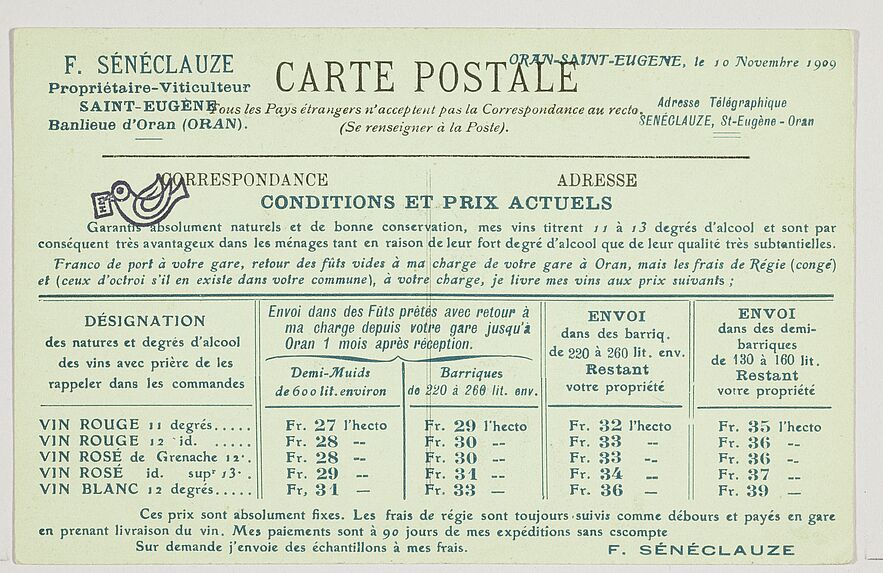 F. SÉNÉCLAUZE
Propriétaire-Viticulteur
SAINT-EUGÈNE
Banlieue d'Oran (ORAN).
CARTE POSTALE
Tous les Pays étrangers n'acceptent pas la Correspondance au recto.
(Se renseigner à la Poste).
ORAN-SAINT-EUGENE, le 10 Novembre 1909
Adresse Télégraphique
SENÉCLAUZE, St-Eugène - Oran
CORRESPONDANCE
ADRESSE
HM
CONDITIONS ET PRIX ACTUELS
Garantis absolument naturels et de bonne conservation, mes vins titrent 11 à 13 degrés d'alcool et sont par
conséquent très avantageux dans les ménages tant en raison de leur fort degré d'alcool que de leur qualité très subtantielles.
Franco de port à votre gare, retour des fûts vides à ma charge de votre gare à Oran, mais les frais de Régie (congé)
et (ceux d'octroi s'il en existe dans votre commune), à votre charge, je livre mes vins aux prix suivants ;
DÉSIGNATION
des natures et degrés d'alcool
des vins avec prière de les
rappeler dans les commandes
Envoi dans des Fûts prêtés avec retour à
ma charge depuis votre gare jusqu'à
Oran 1 mois après réception.
Demi-Muids
de 600 lit. environ
Barriques
de 220 à 260 lit. env.
ENVOI
dans des barriq.
de 220 à 260 lit. env.
Restant
votre propriété
ENVOI
dans des demi-
barriques
de 130 à 160 lit.
Restant
votre propriété
VIN ROUGE 11 degrés..... Fr. 27 l'hecto Fr. 29 l'hecto Fr. 32 l'hecto Fr. 35 l'hecto
VIN ROUGE 12 id. ..... Fr. 28 -- Fr. 30 -- Fr. 33 -- Fr. 36 --
VIN ROSÉ de Grenache 12°. Fr. 28 -- Fr. 30 -- Fr. 33 -- Fr. 36 --
VIN ROSÉ id. supr 13°. Fr. 29 -- Fr. 31 -- Fr. 34 -- Fr. 37 --
VIN BLANC 12 degrés..... Fr, 31 — Fr. 33 — Fr. 36 — Fr. 39 —
Ces prix sont absolument fixes. Les frais de régie sont toujours suivis comme débours et payés en gare
en prenant livraison du vin. Mes paiements sont à 90 jours de mes expéditions sans cscompte
Sur demande j'envoie des échantillons à mes frais.
F. SÉNÉCLAUZE